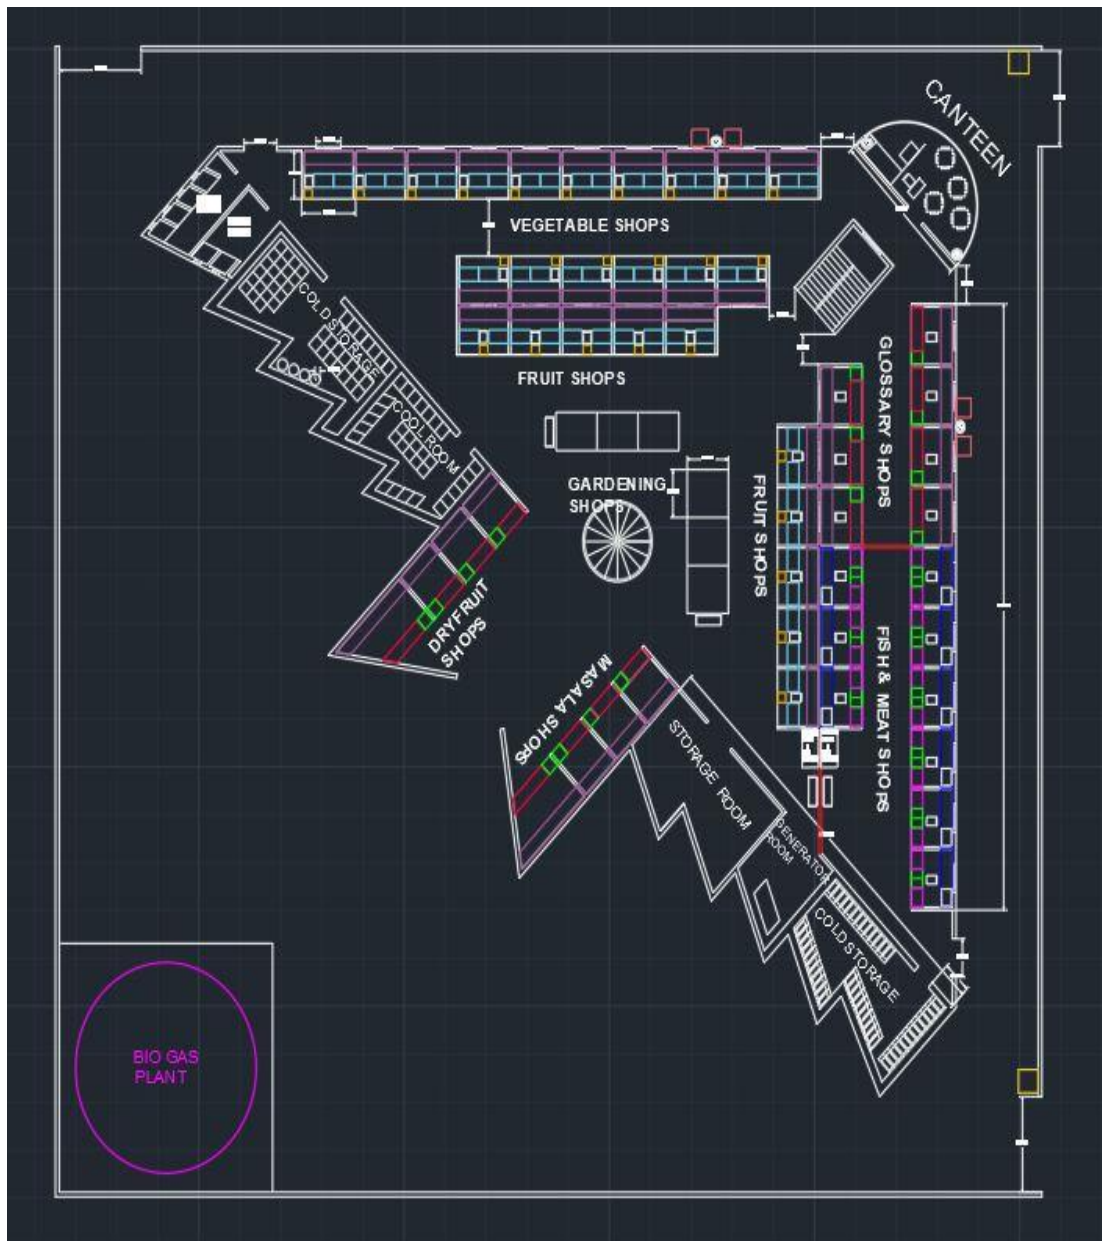 CANTEEN
VEGETABLE SHOPS
COLD STORAGE
FRUIT SHOPS
GLOSSARY SHOPS
COOL ROOM
GARDENING
SHOPS
FRUIT SHOPS
DRYFRUIT
SHOPS
FISH & MEAT SHOPS
MASALA SHOPS
STORAGE ROOM
GENERATOR
ROOM
COLD STORAGE
BIO GAS
PLANT